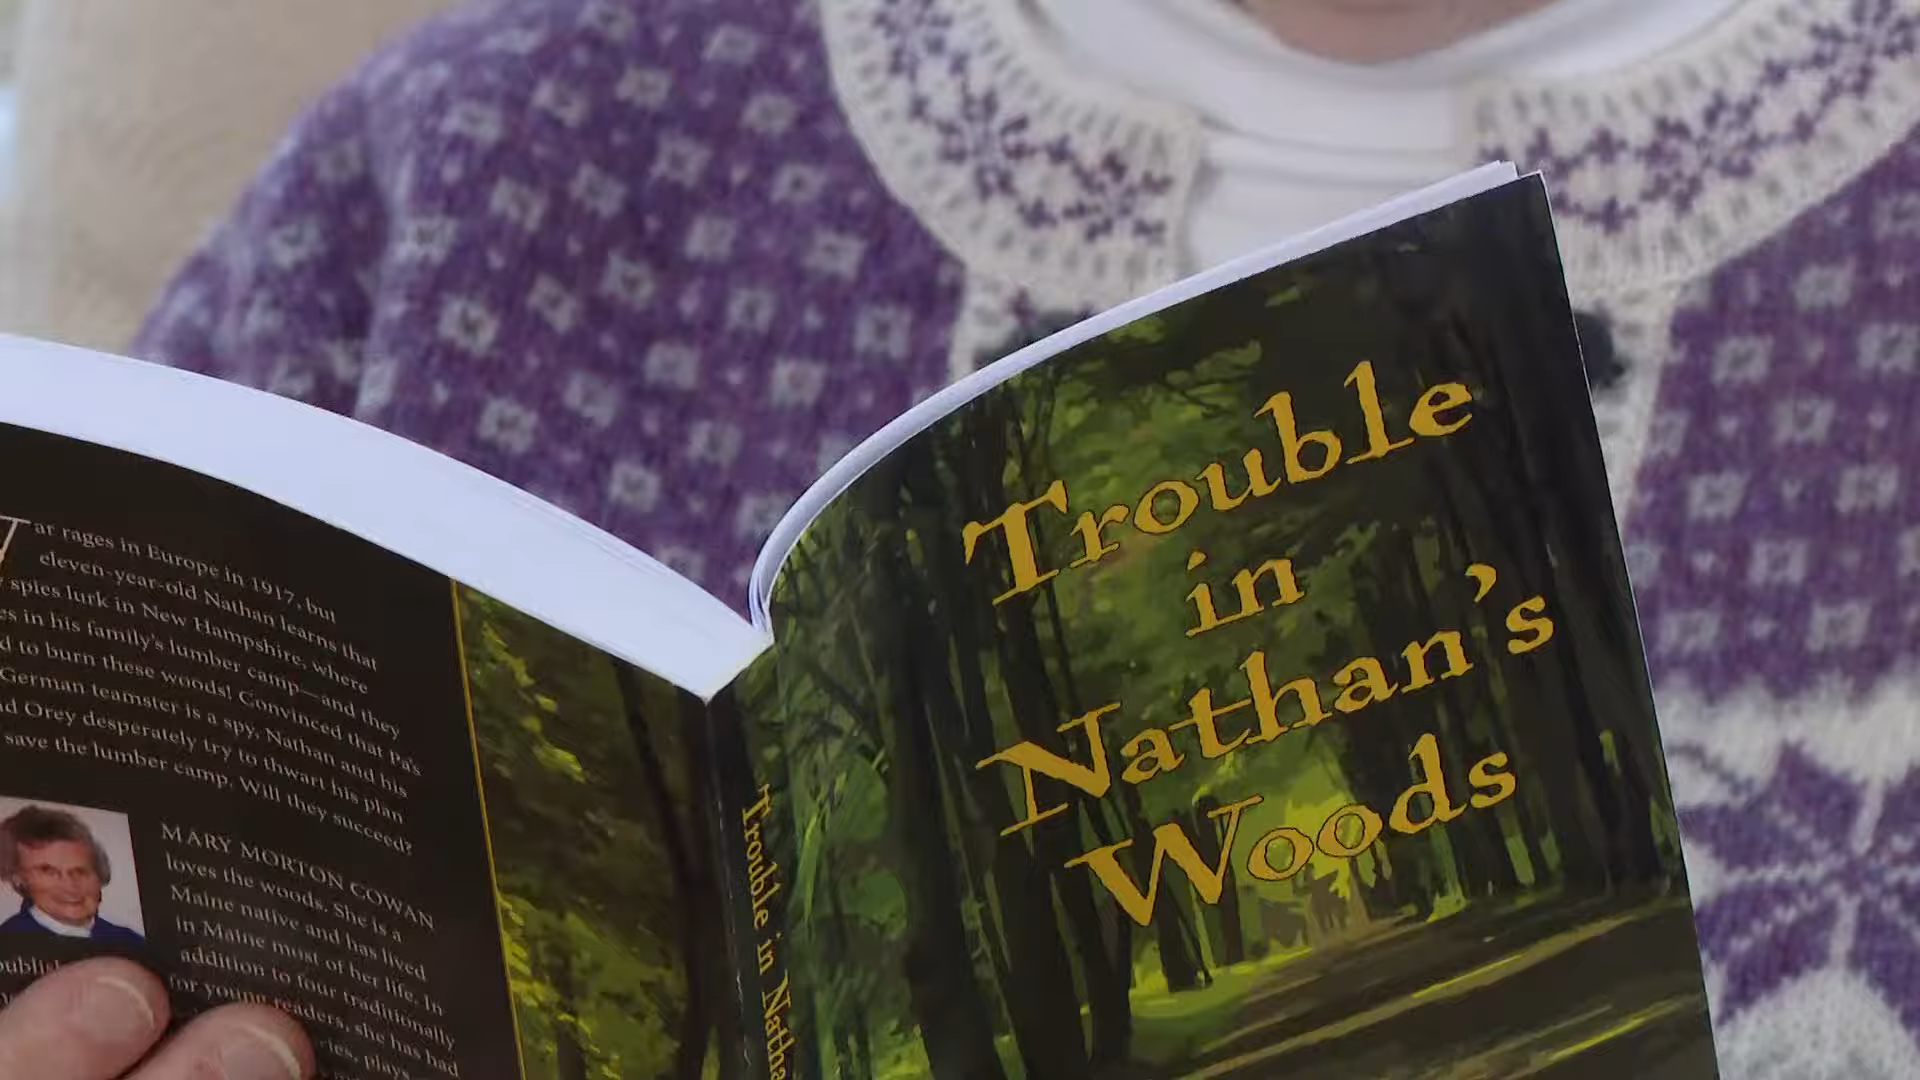 Trouble
in
Nathan's
Woods
Trouble in Natha
War rages in Europe in 1917, but
eleven-year-old Nathan learns that
spies lurk in New Hampshire, where
in his family's lumber camp—and they
to burn these woods! Convinced that Pa's
German teamster is a spy, Nathan and his
Orey desperately try to thwart his plan
save the lumber camp. Will they succeed?
MARY MORTON COWAN
loves the woods. She is a
Maine native and has lived
in Maine most of her life. In
addition to four traditionally
for young readers, she has had
plays